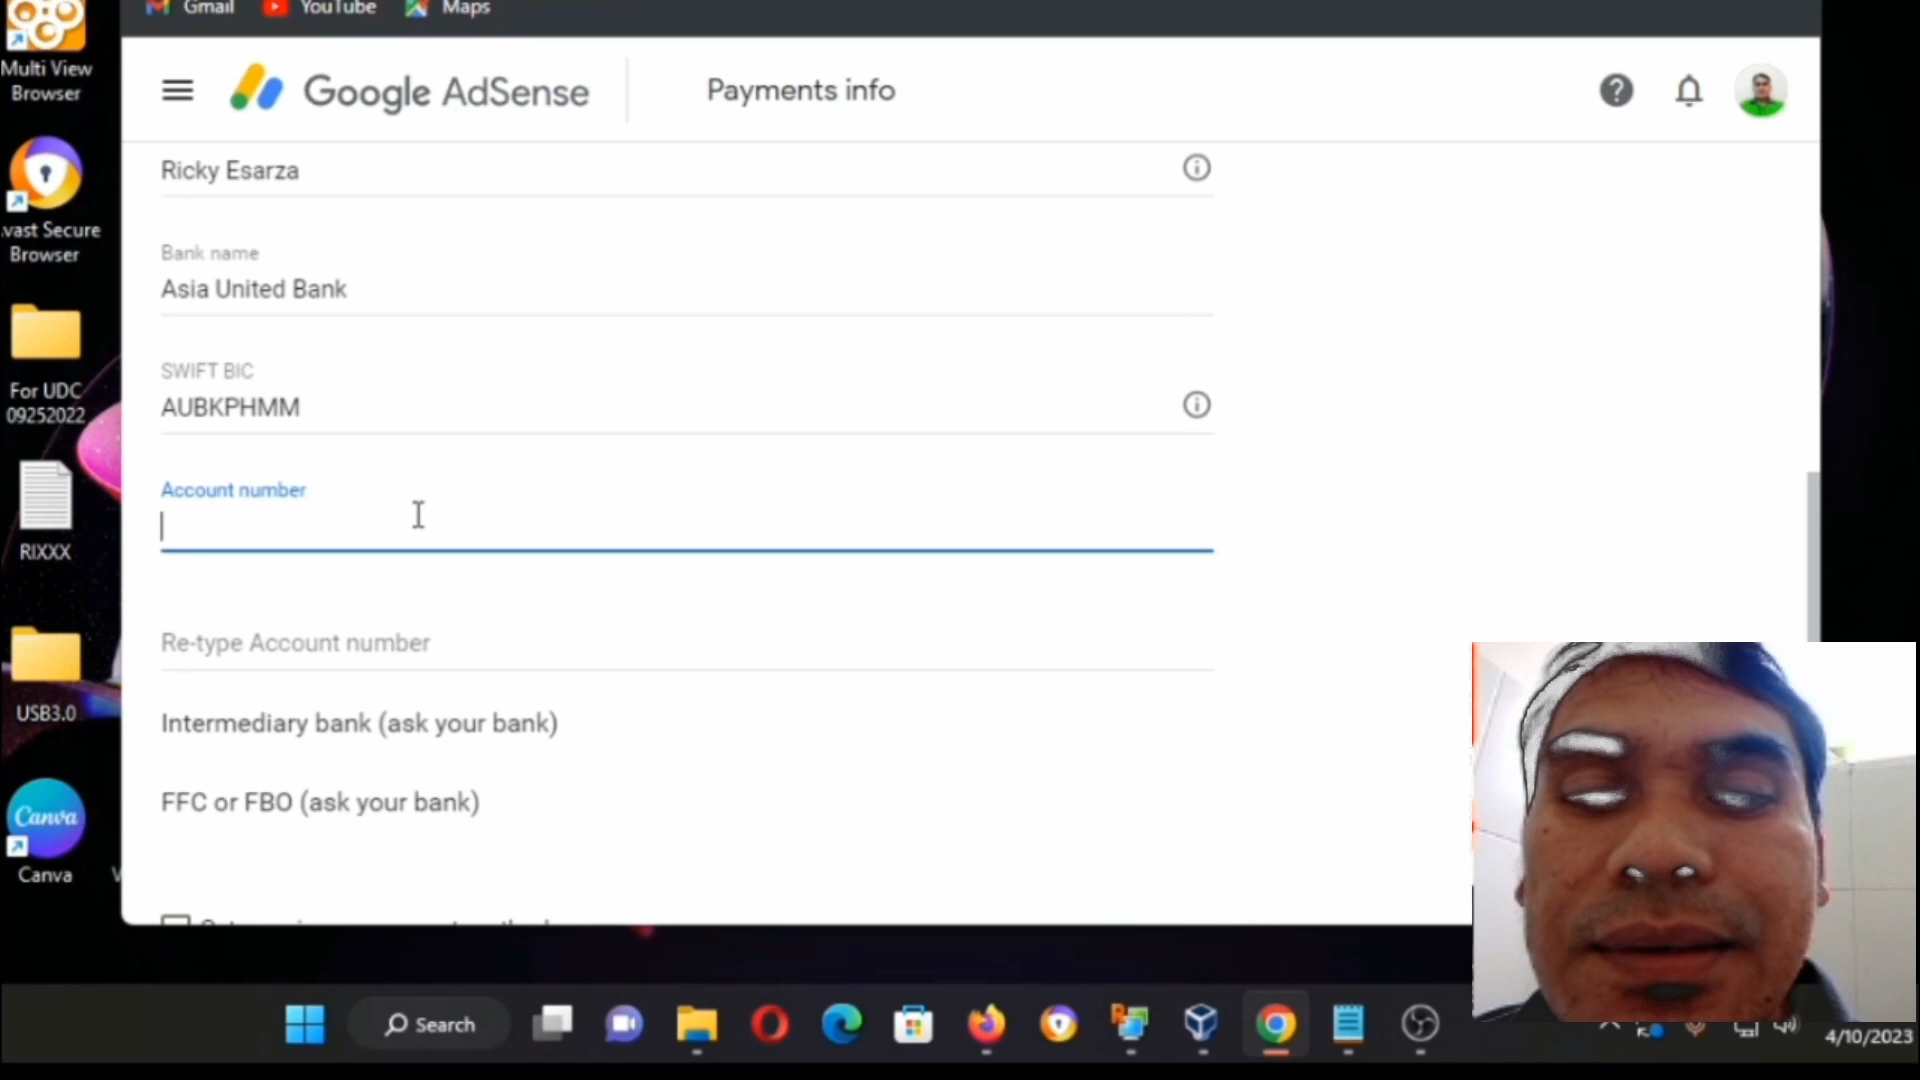 Gmail
YouTube
Maps
Multi View
Browser
Google AdSense
Payments info
Ricky Esarza
vast Secure
Browser
Bank name
Asia United Bank
SWIFT BIC
AUBKPHMM
For UDC
09252022
Account number
RIXXX
Re-type Account number
USB3.0
Intermediary bank (ask your bank)
FFC or FBO (ask your bank)
Canva
Canva
Search
4/10/2023